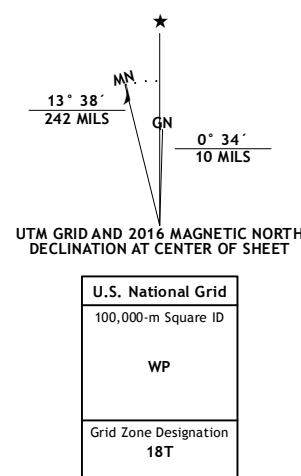 ★
MN
GN
13° 38´
242 MILS
0° 34´
10 MILS
UTM GRID AND 2016 MAGNETIC NORTH
DECLINATION AT CENTER OF SHEET
U.S. National Grid
100,000-m Square ID
WP
Grid Zone Designation
18T